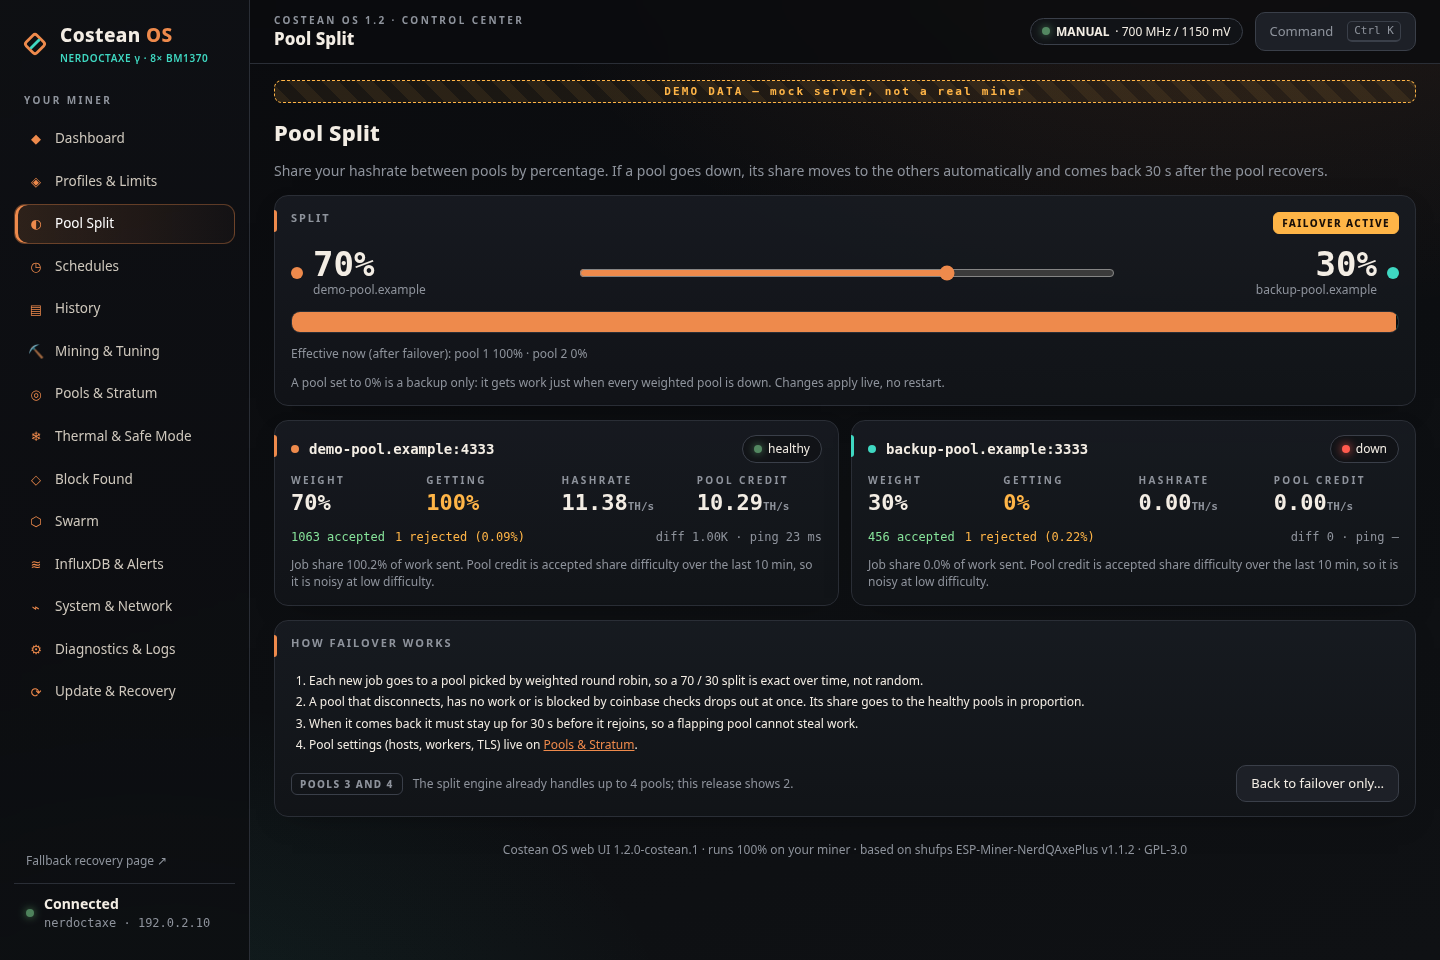 Costean OS
NERDOCTAXE γ · 8× BM1370
YOUR MINER
Dashboard
Profiles & Limits
Pool Split
Schedules
History
Mining & Tuning
Pools & Stratum
Thermal & Safe Mode
Block Found
Swarm
InfluxDB & Alerts
System & Network
Diagnostics & Logs
Update & Recovery
Fallback recovery page ↗
Connected
nerdoctaxe · 192.0.2.10
COSTEAN OS 1.2 · CONTROL CENTER
Pool Split
MANUAL · 700 MHz / 1150 mV
Command Ctrl K
DEMO DATA — mock server, not a real miner
Pool Split
Share your hashrate between pools by percentage. If a pool goes down, its share moves to the others automatically and comes back 30 s after the pool recovers.
SPLIT
FAILOVER ACTIVE
70%
demo-pool.example
30%
backup-pool.example
Effective now (after failover): pool 1 100% · pool 2 0%
A pool set to 0% is a backup only: it gets work just when every weighted pool is down. Changes apply live, no restart.
demo-pool.example:4333
healthy
WEIGHT GETTING HASHRATE POOL CREDIT
70% 100% 11.38TH/s 10.29TH/s
1063 accepted 1 rejected (0.09%) diff 1.00K · ping 23 ms
Job share 100.2% of work sent. Pool credit is accepted share difficulty over the last 10 min, so
it is noisy at low difficulty.
backup-pool.example:3333
down
WEIGHT GETTING HASHRATE POOL CREDIT
30% 0% 0.00TH/s 0.00TH/s
456 accepted 1 rejected (0.22%) diff 0 · ping —
Job share 0.0% of work sent. Pool credit is accepted share difficulty over the last 10 min, so it is
noisy at low difficulty.
HOW FAILOVER WORKS
1. Each new job goes to a pool picked by weighted round robin, so a 70 / 30 split is exact over time, not random.
2. A pool that disconnects, has no work or is blocked by coinbase checks drops out at once. Its share goes to the healthy pools in proportion.
3. When it comes back it must stay up for 30 s before it rejoins, so a flapping pool cannot steal work.
4. Pool settings (hosts, workers, TLS) live on Pools & Stratum.
POOLS 3 AND 4 The split engine already handles up to 4 pools; this release shows 2.
Back to failover only…
Costean OS web UI 1.2.0-costean.1 · runs 100% on your miner · based on shufps ESP-Miner-NerdQAxePlus v1.1.2 · GPL-3.0